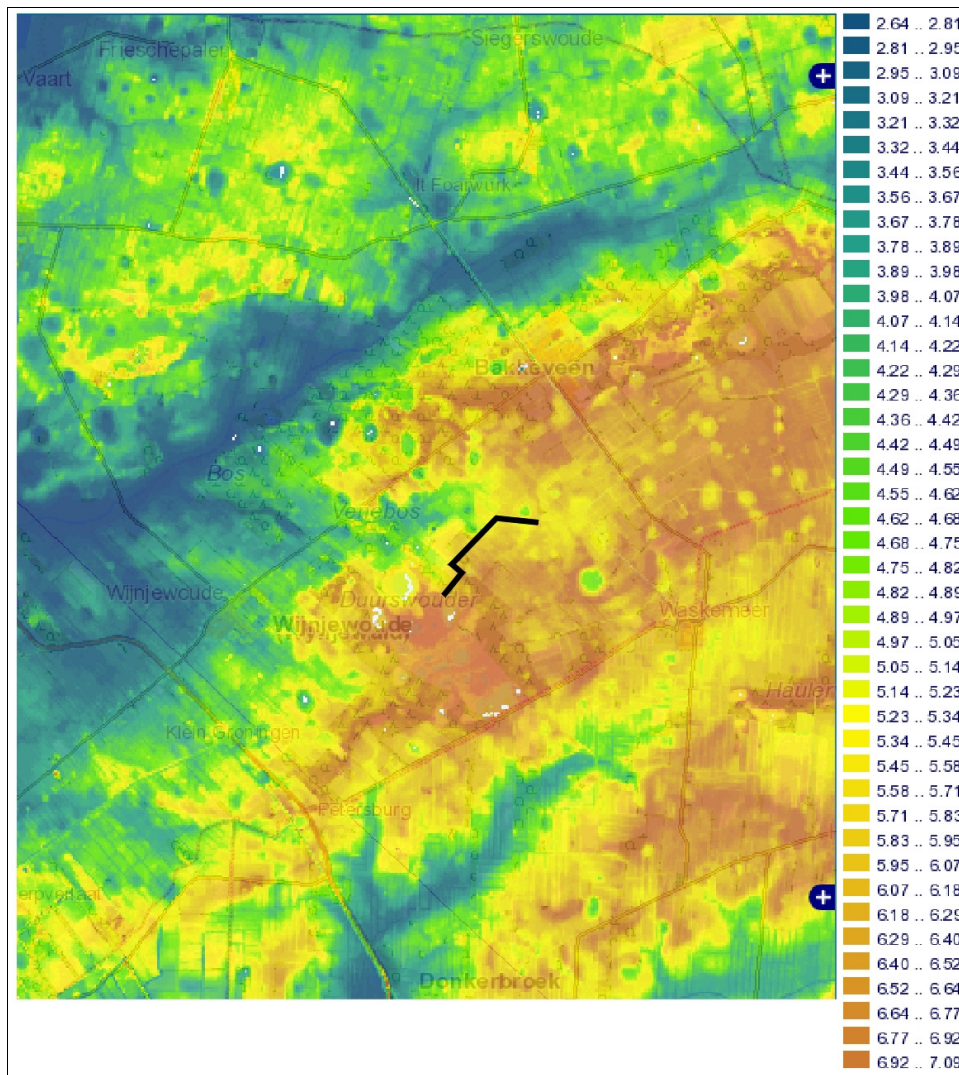 Frieschepalen
Siegerswoude
Vaart
It Foarwurk
Bakkeveen
Bos
Venebos
Wijnjewoude
Duurswouder
Wijnjewoude
Waskemeer
Hauler
Klein Groningen
Petersburg
erpverlaat
Donkerbroek
2.64 .. 2.81
2.81 .. 2.95
2.95 .. 3.09
3.09 .. 3.21
3.21 .. 3.32
3.32 .. 3.44
3.44 .. 3.56
3.56 .. 3.67
3.67 .. 3.78
3.78 .. 3.89
3.89 .. 3.98
3.98 .. 4.07
4.07 .. 4.14
4.14 .. 4.22
4.22 .. 4.29
4.29 .. 4.36
4.36 .. 4.42
4.42 .. 4.49
4.49 .. 4.55
4.55 .. 4.62
4.62 .. 4.68
4.68 .. 4.75
4.75 .. 4.82
4.82 .. 4.89
4.89 .. 4.97
4.97 .. 5.05
5.05 .. 5.14
5.14 .. 5.23
5.23 .. 5.34
5.34 .. 5.45
5.45 .. 5.58
5.58 .. 5.71
5.71 .. 5.83
5.83 .. 5.95
5.95 .. 6.07
6.07 .. 6.18
6.18 .. 6.29
6.29 .. 6.40
6.40 .. 6.52
6.52 .. 6.64
6.64 .. 6.77
6.77 .. 6.92
6.92 .. 7.09